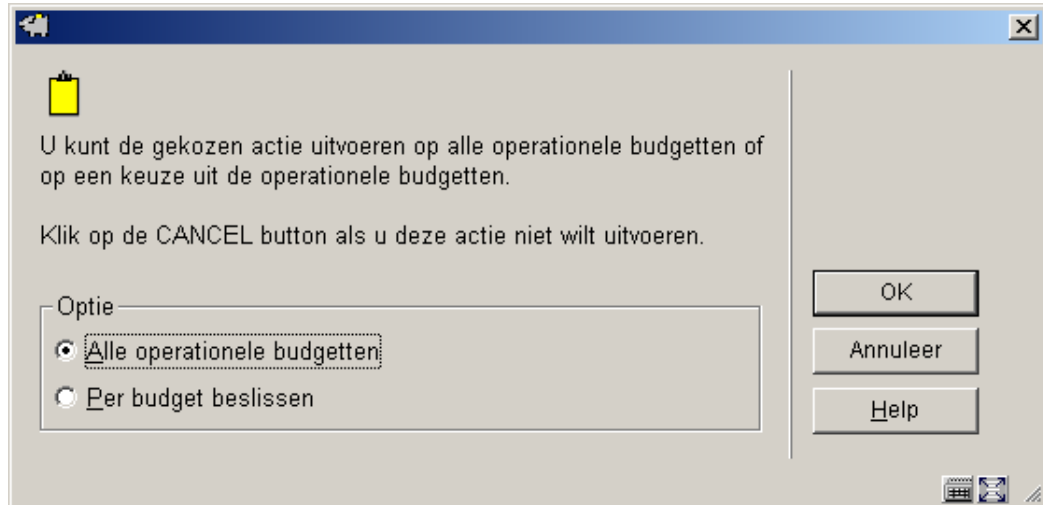 U kunt de gekozen actie uitvoeren op alle operationele budgetten of
op een keuze uit de operationele budgetten.
Klik op de CANCEL button als u deze actie niet wilt uitvoeren.
Optie
Alle operationele budgetten
Per budget beslissen
OK
Annuleer
Help